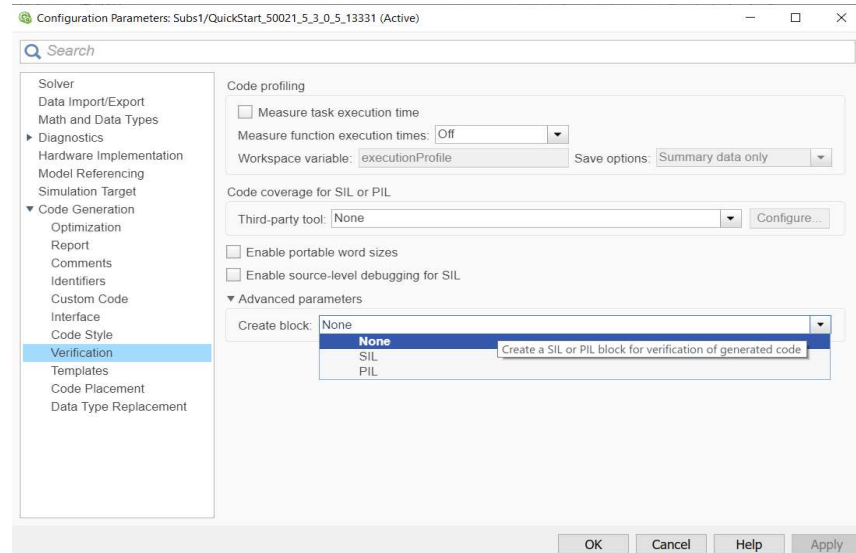 Configuration Parameters: Subs1/QuickStart_50021_5_3_0_5_13331 (Active)
Search
Solver
Data Import/Export
Math and Data Types
Diagnostics
Hardware Implementation
Model Referencing
Simulation Target
Code Generation
Optimization
Report
Comments
Identifiers
Custom Code
Interface
Code Style
Verification
Templates
Code Placement
Data Type Replacement
Code profiling
Measure task execution time
Measure function execution times: Off
Workspace variable: executionProfile Save options: Summary data only
Code coverage for SIL or PIL
Third-party tool: None Configure...
Enable portable word sizes
Enable source-level debugging for SIL
Advanced parameters
Create block: None
None
Create a SIL or PIL block for verification of generated code
SIL
PIL
OK Cancel Help Apply